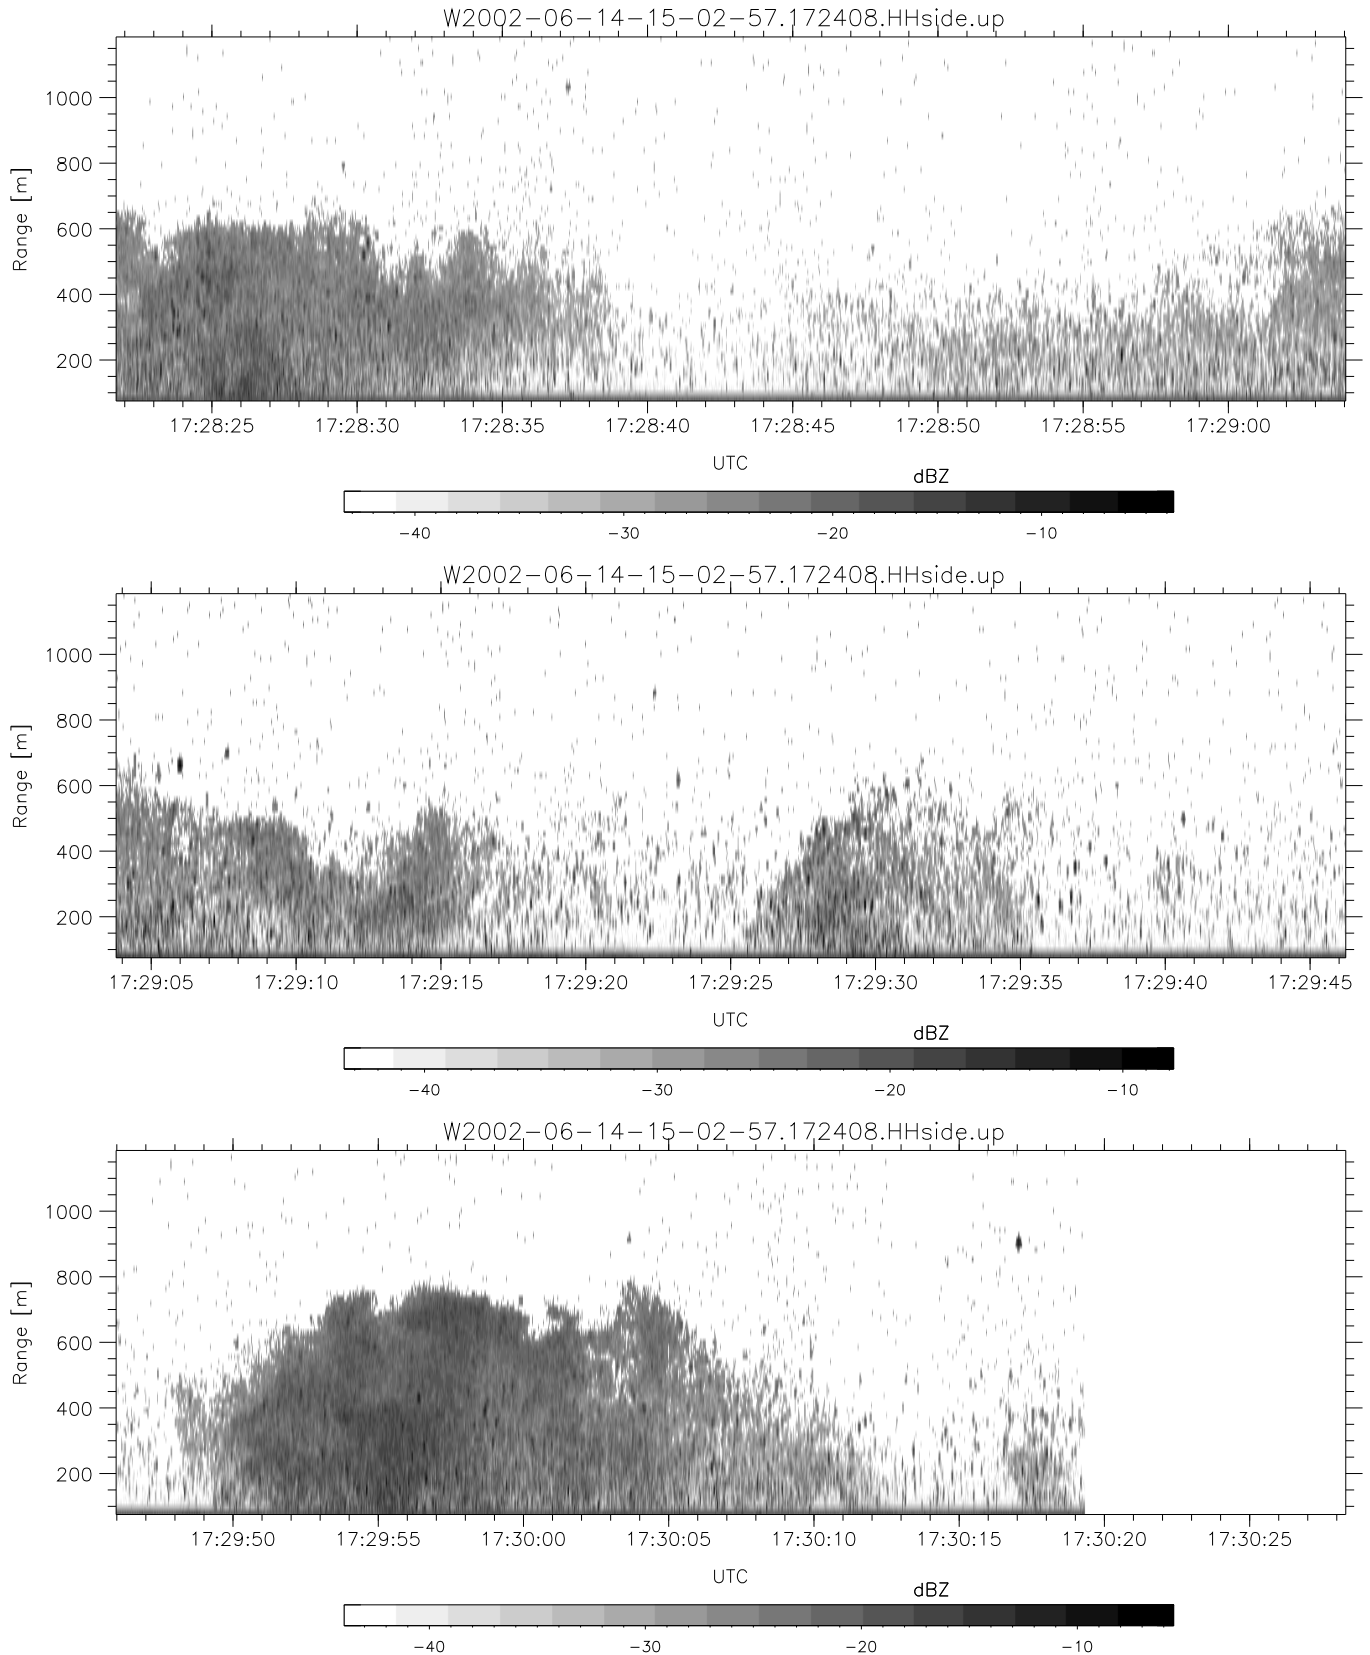 W2002-06-14-15-02-57.172408.HHside.up
1000
800
600
400
200
Range [m]
17:28:25 17:28:30 17:28:35 17:28:40 17:28:45 17:28:50 17:28:55 17:29:00
UTC
dBZ
-40 -30 -20 -10
W2002-06-14-15-02-57.172408.HHside.up
1000
800
600
400
200
Range [m]
17:29:05 17:29:10 17:29:15 17:29:20 17:29:25 17:29:30 17:29:35 17:29:40 17:29:45
UTC
dBZ
-40 -30 -20 -10
W2002-06-14-15-02-57.172408.HHside.up
1000
800
600
400
200
Range [m]
17:29:50 17:29:55 17:30:00 17:30:05 17:30:10 17:30:15 17:30:20 17:30:25
UTC
dBZ
-40 -30 -20 -10